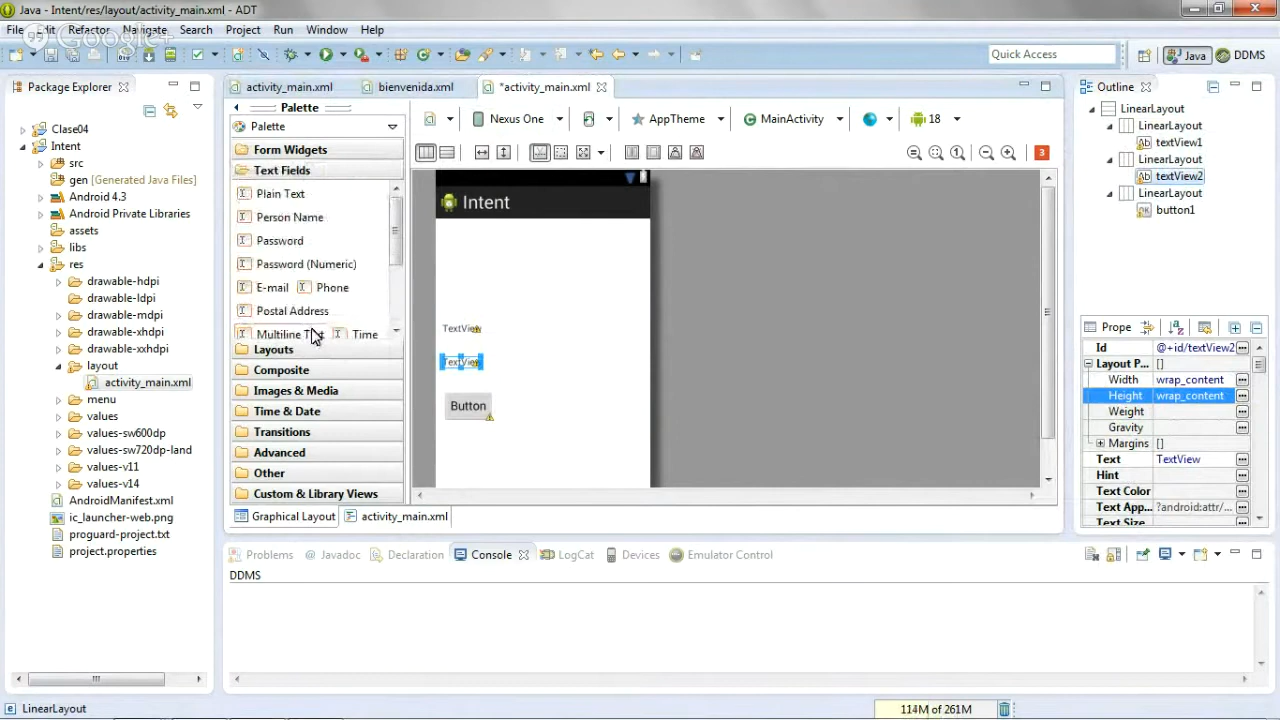 Java - Intent/res/layout/activity_main.xml - ADT
File Edit Refactor Navigate Search Project Run Window Help
Google+
Quick Access
Java
DDMS
Package Explorer
Clase04
Intent
src
gen [Generated Java Files]
Android 4.3
Android Private Libraries
assets
libs
res
drawable-hdpi
drawable-ldpi
drawable-mdpi
drawable-xhdpi
drawable-xxhdpi
layout
activity_main.xml
menu
values
values-sw600dp
values-sw720dp-land
values-v11
values-v14
AndroidManifest.xml
ic_launcher-web.png
proguard-project.txt
project.properties
activity_main.xml
bienvenida.xml
*activity_main.xml
Palette
Palette
Form Widgets
Text Fields
Plain Text
Person Name
Password
Password (Numeric)
E-mail
Phone
Postal Address
Multiline
Time
Layouts
Composite
Images & Media
Time & Date
Transitions
Advanced
Other
Custom & Library Views
Graphical Layout
activity_main.xml
Nexus One
AppTheme
MainActivity
18
3
Intent
TextView
TextView
Button
Outline
LinearLayout
LinearLayout
textView1
LinearLayout
textView2
LinearLayout
button1
Prope
Id @+id/textView2
Layout P...
Width wrap_content
Height wrap_content
Weight
Gravity
Margins []
Text TextView
Hint
Text Color
Text App... ?android:attr/...
Text Size
Problems
Javadoc
Declaration
Console
LogCat
Devices
Emulator Control
DDMS
LinearLayout
114M of 261M